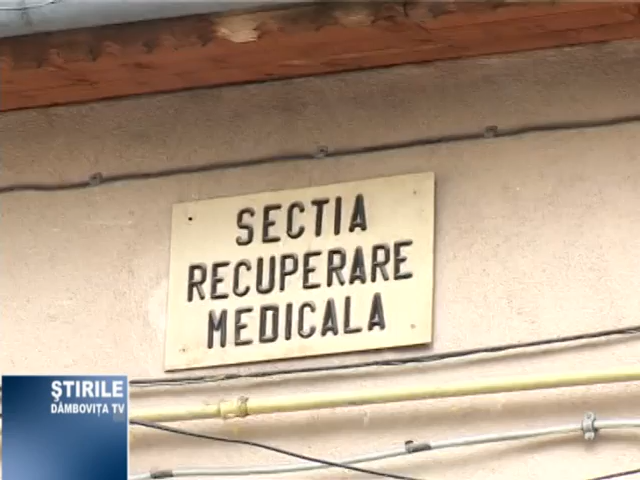 SECTIA
RECUPERARE
MEDICALA
ȘTIRILE
DÂMBOVIȚA TV